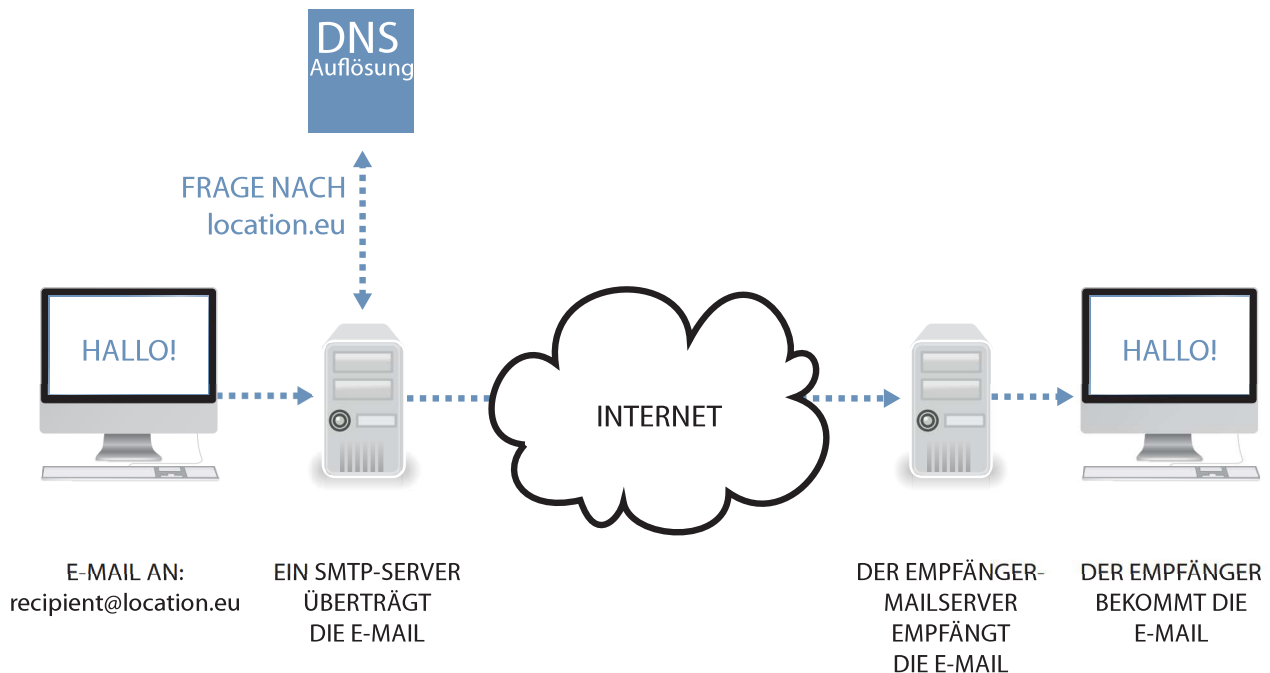 DNS
Auflösung
FRAGE NACH
location.eu
HALLO!
INTERNET
HALLO!
E-MAIL AN:
recipient@location.eu
EIN SMTP-SERVER
ÜBERTRÄGT
DIE E-MAIL
DER EMPFÄNGER-
MAILSERVER
EMPFÄNGT
DIE E-MAIL
DER EMPFÄNGER
BEKOMMT DIE
E-MAIL